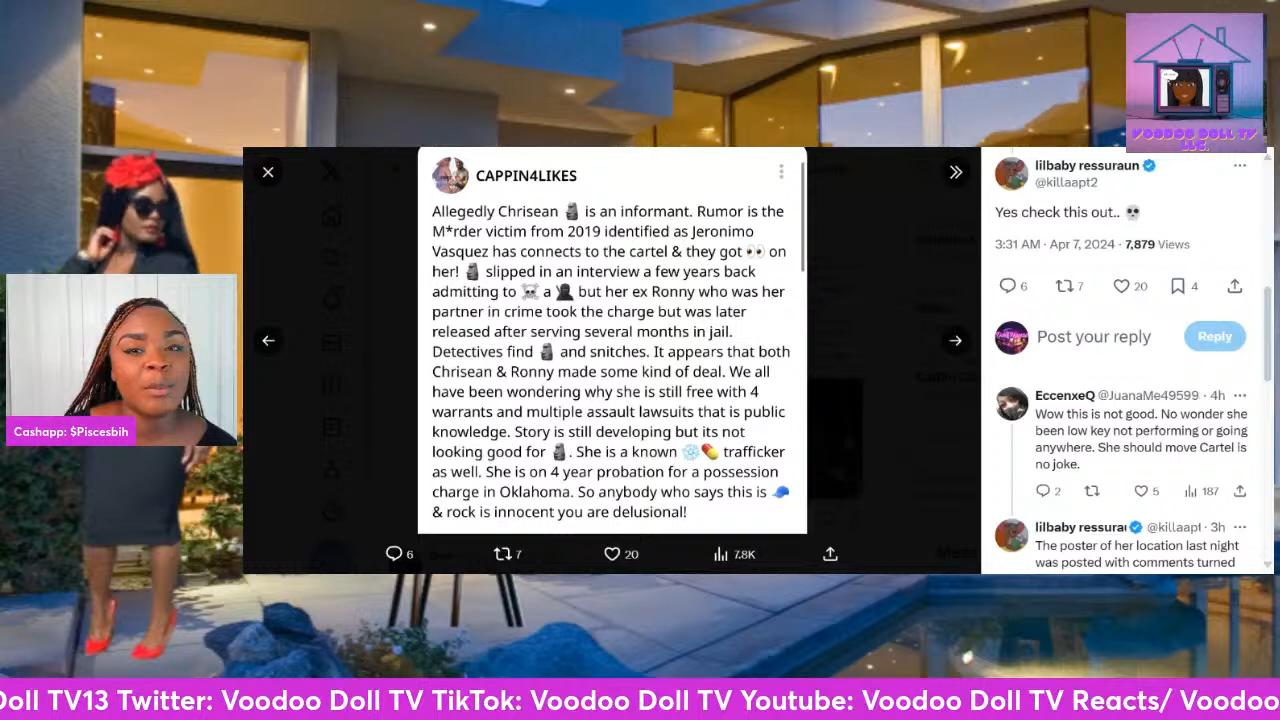 VOODOO DOLL TV
LLC.
CAPPIN4LIKES
Allegedly Chrisean 🗿 is an informant. Rumor is the
M*rder victim from 2019 identified as Jeronimo
Vasquez has connects to the cartel & they got 👀 on
her! 🗿 slipped in an interview a few years back
admitting to ☠️ a 🥷🏿 but her ex Ronny who was her
partner in crime took the charge but was later
released after serving several months in jail.
Detectives find 🗿 and snitches. It appears that both
Chrisean & Ronny made some kind of deal. We all
have been wondering why she is still free with 4
warrants and multiple assault lawsuits that is public
knowledge. Story is still developing but its not
looking good for 🗿. She is a known ❄️💊 trafficker
as well. She is on 4 year probation for a possession
charge in Oklahoma. So anybody who says this is 🧢
& rock is innocent you are delusional!
6 7 20 7.8K
lilbaby ressuraun
@killaapt2
Yes check this out.. 💀
3:31 AM · Apr 7, 2024 · 7,879 Views
6 7 20 4
Post your reply
Reply
EccenxeQ @JuanaMe49599 · 4h
Wow this is not good. No wonder she
been low key not performing or going
anywhere. She should move Cartel is
no joke.
2 5 187
lilbaby ressurau @killaapt · 3h
The poster of her location last night
was posted with comments turned
Cashapp: $Piscesbih
Doll TV13 Twitter: Voodoo Doll TV TikTok: Voodoo Doll TV Youtube: Voodoo Doll TV Reacts/ Voodoo